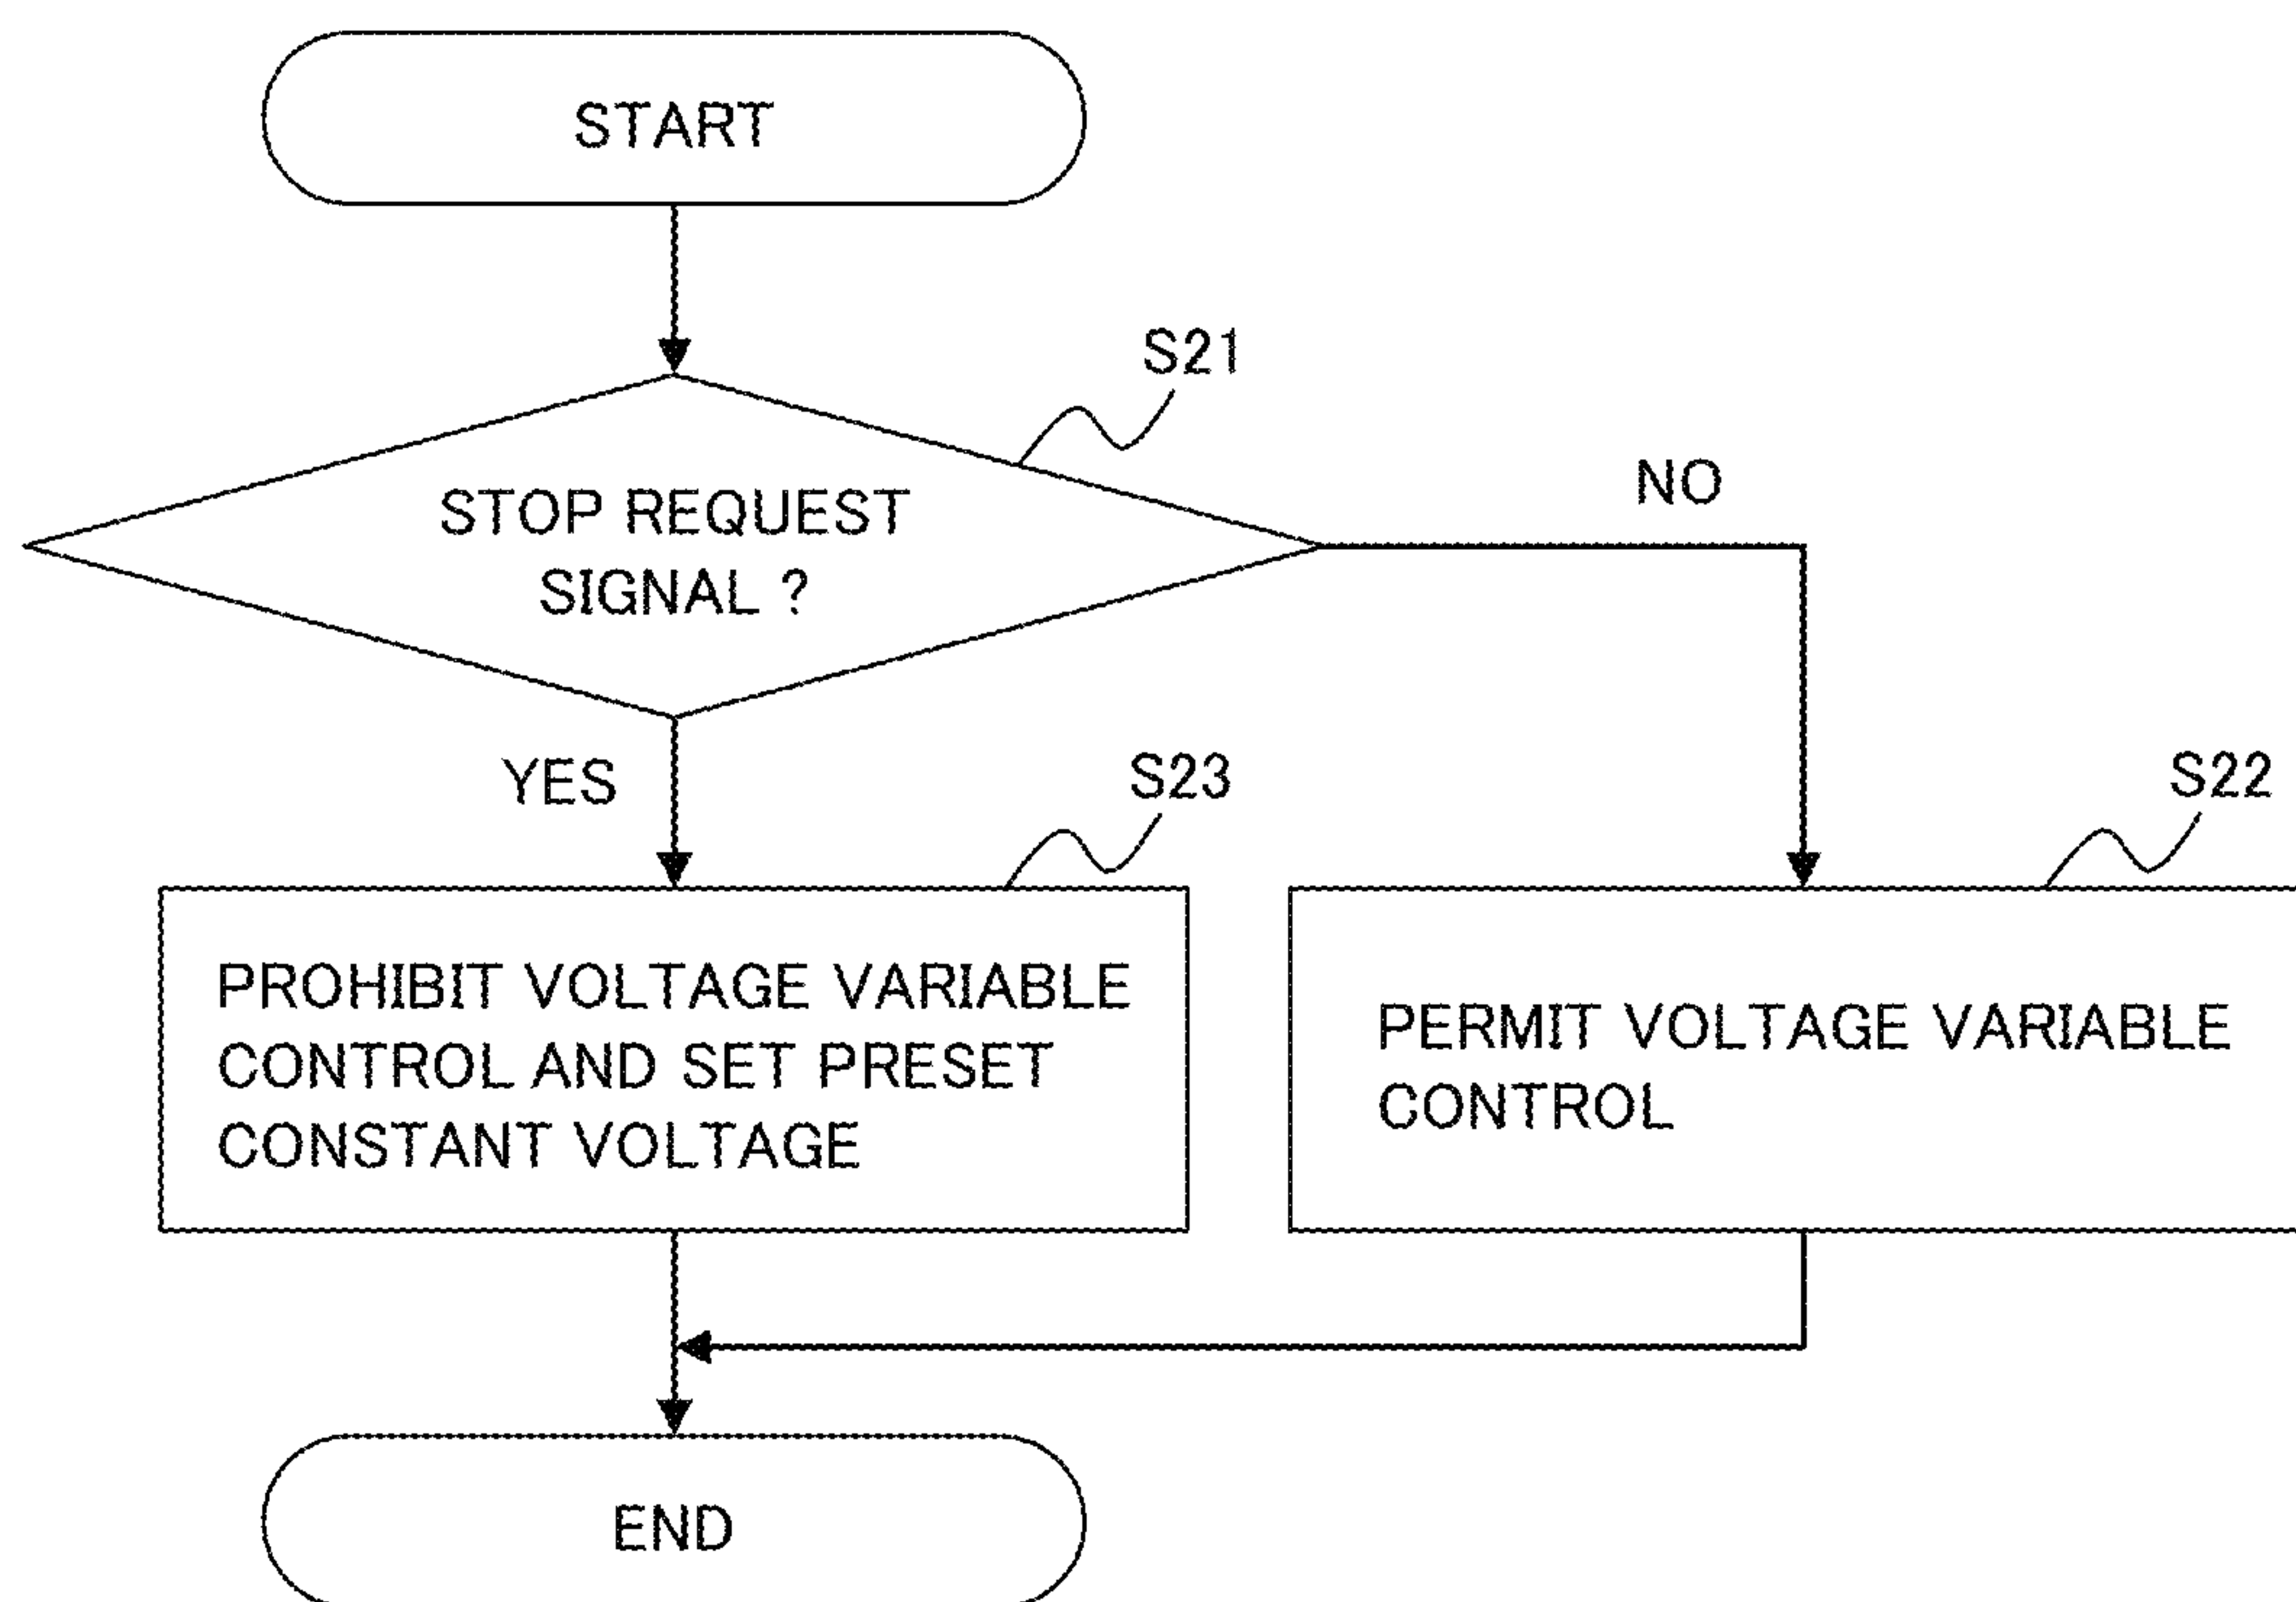 START
S21
STOP REQUEST
SIGNAL ?
NO
YES
S23
S22
PROHIBIT VOLTAGE VARIABLE
CONTROL AND SET PRESET
CONSTANT VOLTAGE
PERMIT VOLTAGE VARIABLE
CONTROL
END